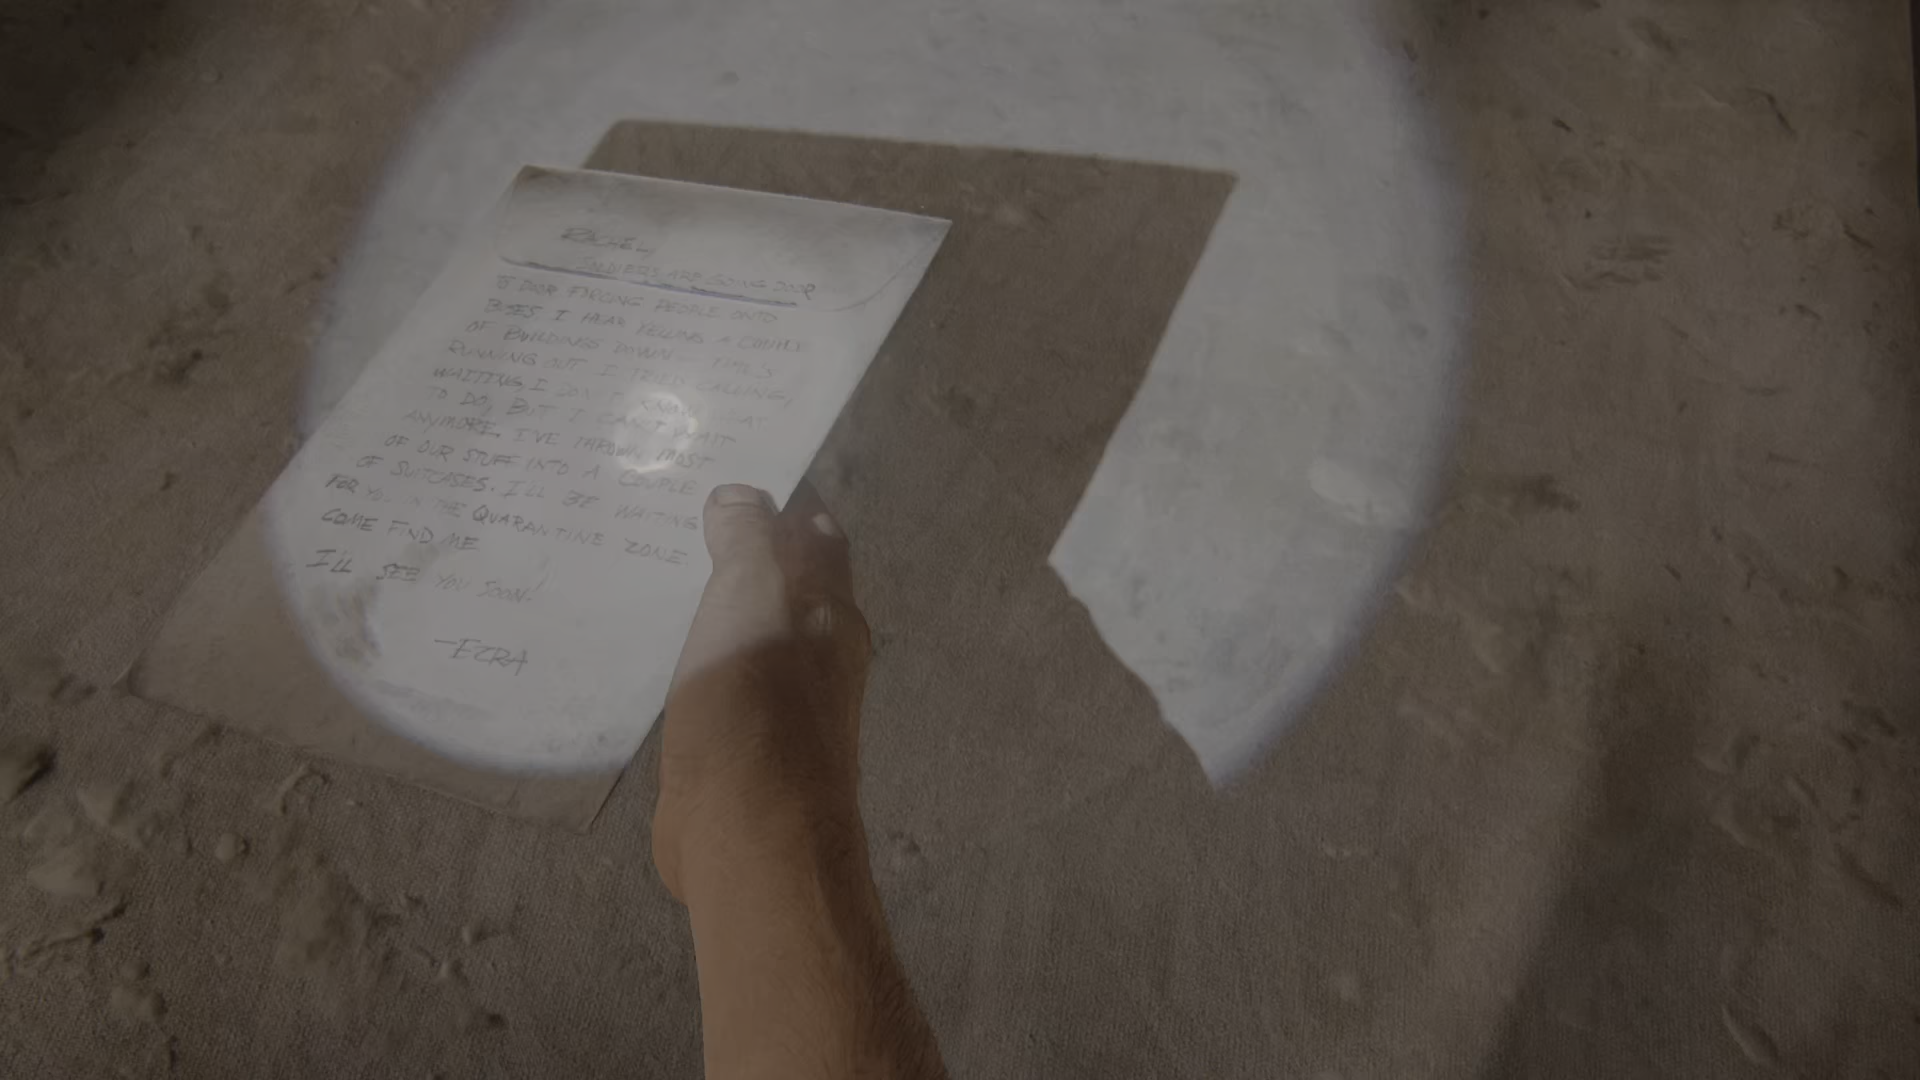 RACHEL,
SOLDIERS ARE GOING DOOR
TO DOOR FORCING PEOPLE ONTO
BUSES I HEAR YELLING A COUPLE
OF BUILDINGS DOWN TIME'S
RUNNING OUT I TRIED CALLING,
WAITING, I DON'T KNOW WHAT
TO DO, BUT I CAN'T WAIT
ANYMORE. I'VE THROWN MOST
OF OUR STUFF INTO A COUPLE
OF SUITCASES. I'LL BE WAITING
FOR YOU IN THE QUARANTINE ZONE.
COME FIND ME
I'LL SEE YOU SOON!
—EZRA